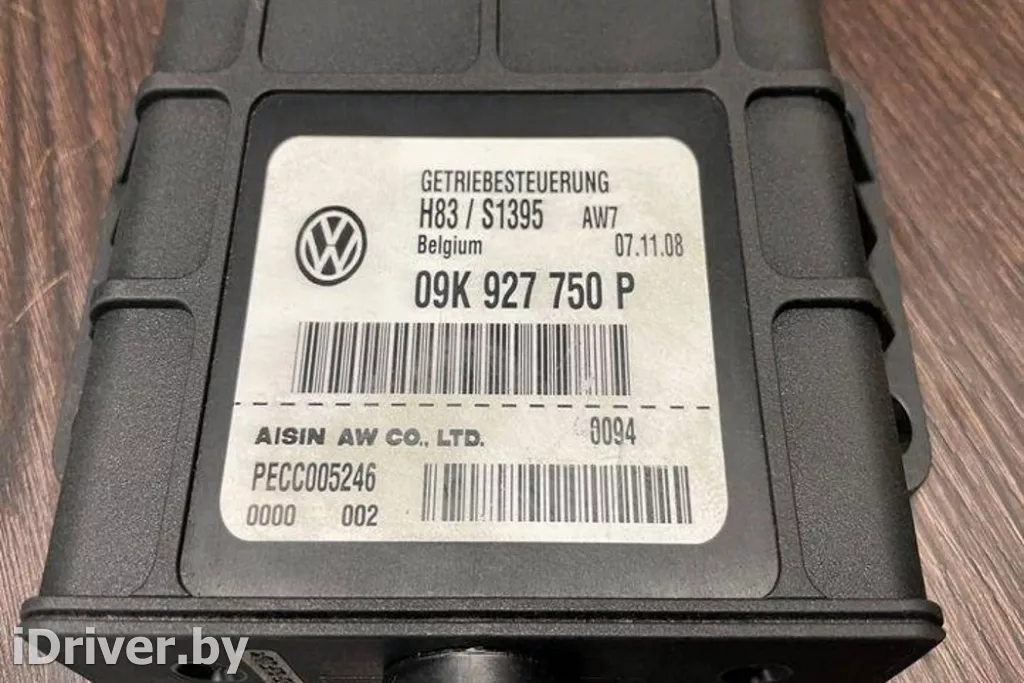 GETRIEBESTEUERUNG
H83 / S1395 AW7
Belgium 07.11.08
09K 927 750 P
AISIN AW CO., LTD. 0094
PECC005246
0000 002
iDriver.by